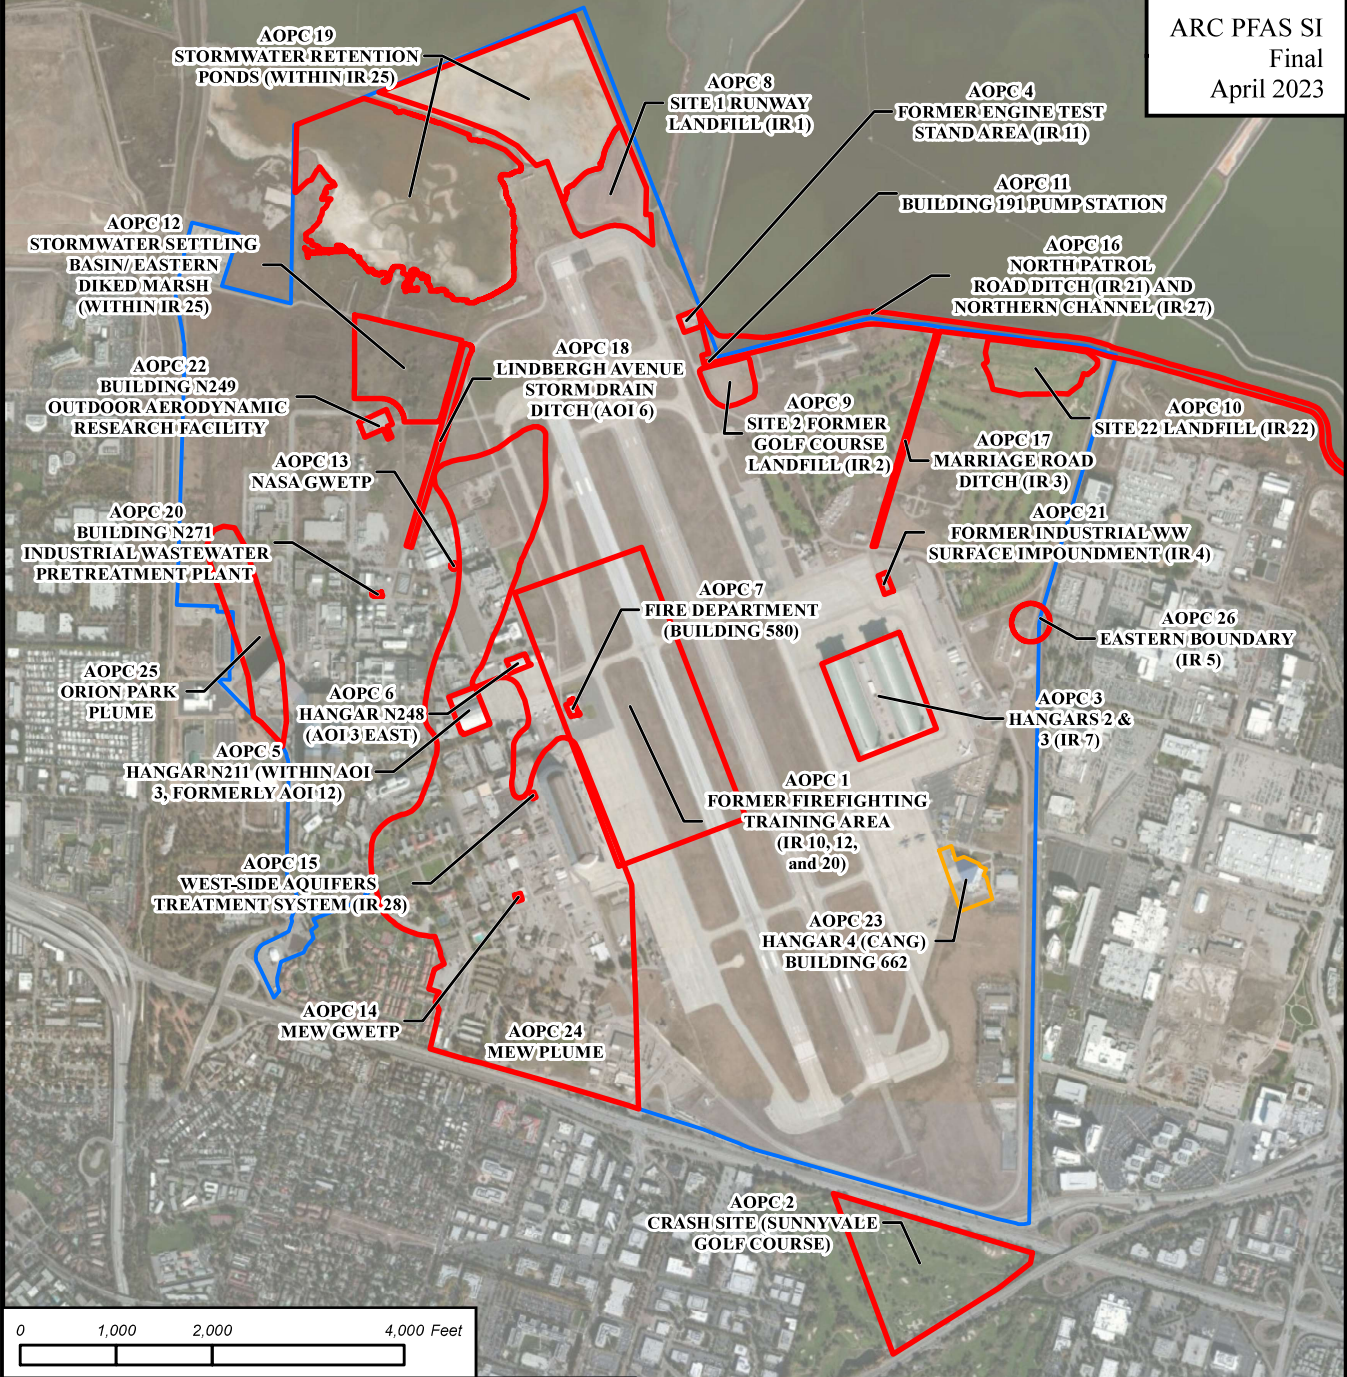 ARC PFAS SI
Final
April 2023
AOPC 19
STORMWATER RETENTION
PONDS (WITHIN IR 25)
AOPC 8
SITE 1 RUNWAY
LANDFILL (IR 1)
AOPC 4
FORMER ENGINE TEST
STAND AREA (IR 11)
AOPC 11
BUILDING 191 PUMP STATION
AOPC 12
STORMWATER SETTLING
BASIN/ EASTERN
DIKED MARSH
(WITHIN IR 25)
AOPC 16
NORTH PATROL
ROAD DITCH (IR 21) AND
NORTHERN CHANNEL (IR 27)
AOPC 22
BUILDING N249
OUTDOOR AERODYNAMIC
RESEARCH FACILITY
AOPC 18
LINDBERGH AVENUE
STORM DRAIN
DITCH (AOI 6)
AOPC 9
SITE 2 FORMER
GOLF COURSE
LANDFILL (IR 2)
AOPC 10
SITE 22 LANDFILL (IR 22)
AOPC 17
MARRIAGE ROAD
DITCH (IR 3)
AOPC 13
NASA GWETP
AOPC 20
BUILDING N271
INDUSTRIAL WASTEWATER
PRETREATMENT PLANT
AOPC 21
FORMER INDUSTRIAL WW
SURFACE IMPOUNDMENT (IR 4)
AOPC 7
FIRE DEPARTMENT
(BUILDING 580)
AOPC 26
EASTERN BOUNDARY
(IR 5)
AOPC 25
ORION PARK
PLUME
AOPC 6
HANGAR N248
(AOI 3 EAST)
AOPC 3
HANGARS 2 &
3 (IR 7)
AOPC 5
HANGAR N211 (WITHIN AOI
3, FORMERLY AOI 12)
AOPC 1
FORMER FIREFIGHTING
TRAINING AREA
(IR 10, 12,
and 20)
AOPC 15
WEST-SIDE AQUIFERS
TREATMENT SYSTEM (IR 28)
AOPC 23
HANGAR 4 (CANG)
BUILDING 662
AOPC 14
MEW GWETP
AOPC 24
MEW PLUME
AOPC 2
CRASH SITE (SUNNYVALE
GOLF COURSE)
0 1,000 2,000 4,000 Feet